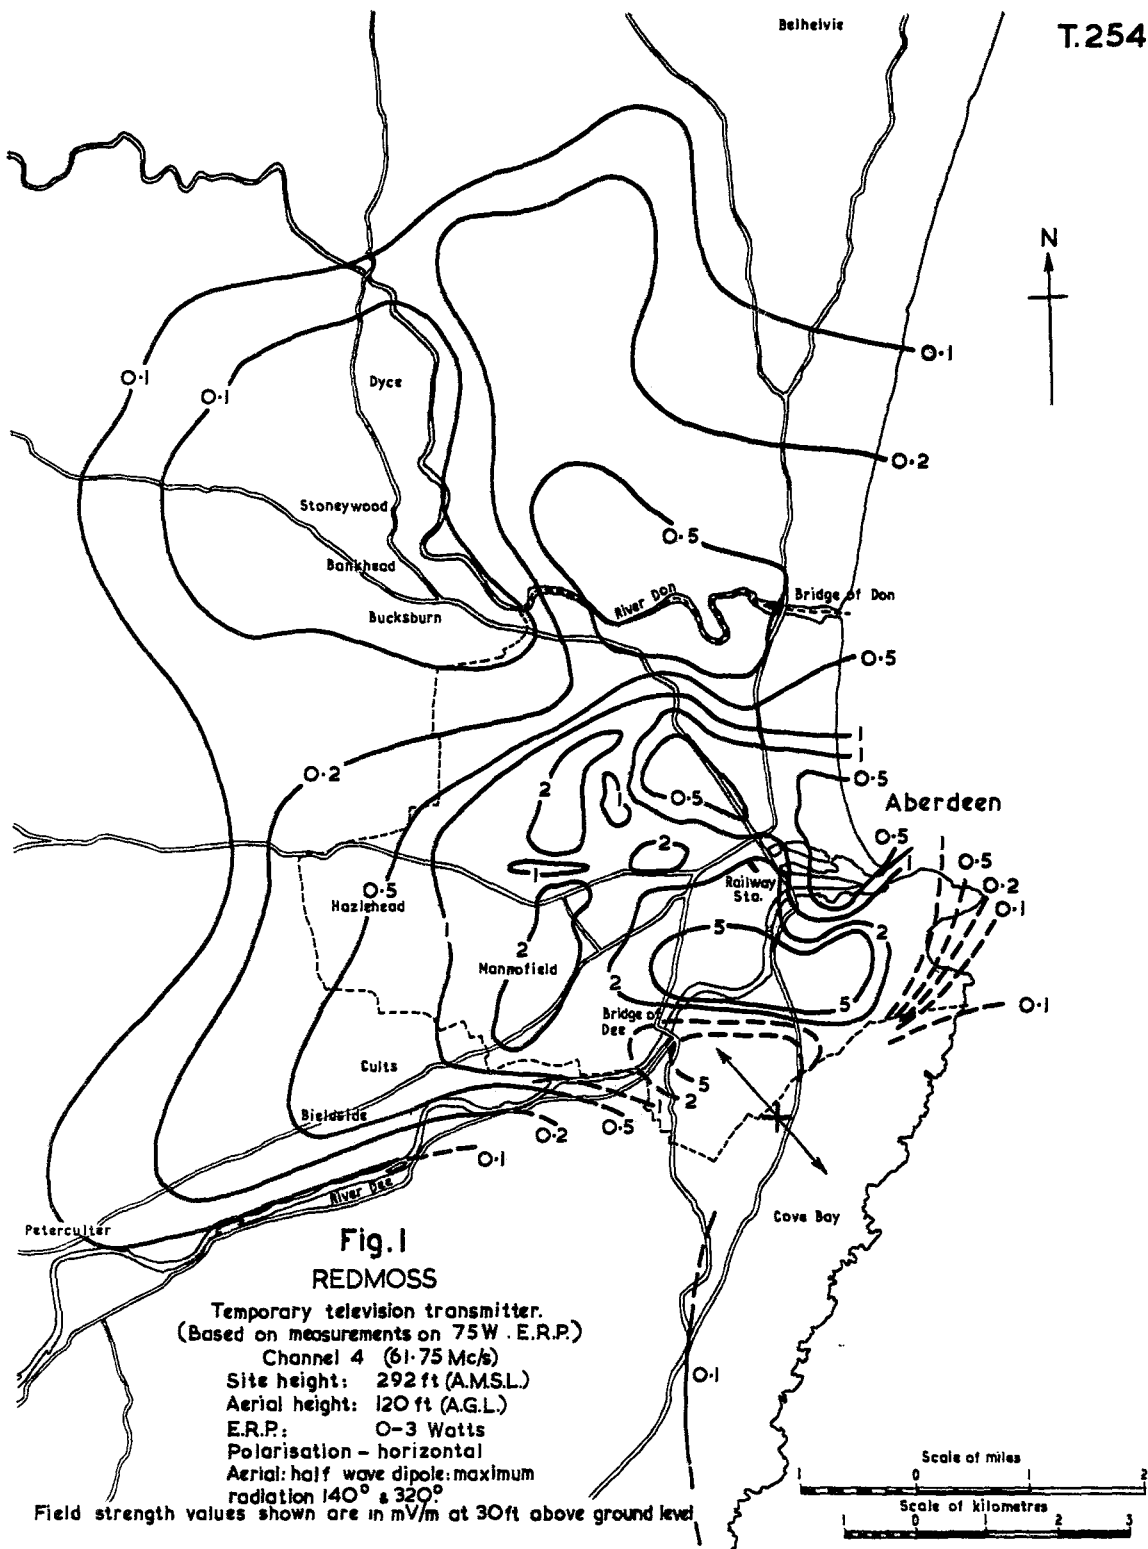 Belhelvie
T.254
N
0·1
0·1
0·1
Dyce
0·2
Stoneywood
0·5
Bankhead
River Don
Bridge of Don
Bucksburn
0·5
1
1
0·2
2
1
0·5
0·5
Aberdeen
2
0·5
1
1
0·5
0·2
0·1
1
Railway
Sta.
0·5
Hazlehead
1
2
5
2
Mannofield
2
5
0·1
Bridge of
Dee
Cults
5
2
1
Bieldside
0·5
0·2
0·1
River Dee
Peterculter
Cove Bay
0·1
Fig.1
REDMOSS
Temporary television transmitter.
(Based on measurements on 75W . E.R.P.)
Channel 4 (61·75 Mc/s)
Site height: 292 ft (A.M.S.L.)
Aerial height: 120 ft (A.G.L.)
E.R.P.: 0-3 Watts
Polarisation - horizontal
Aerial: half wave dipole: maximum
radiation 140° & 320°.
Field strength values shown are in mV/m at 30ft above ground level
Scale of miles
1 0 1 2
Scale of kilometres
1 0 1 2 3